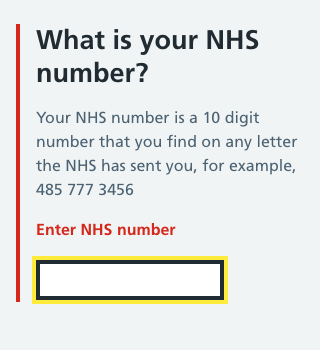 What is your NHS
number?
Your NHS number is a 10 digit
number that you find on any letter
the NHS has sent you, for example,
485 777 3456
Enter NHS number